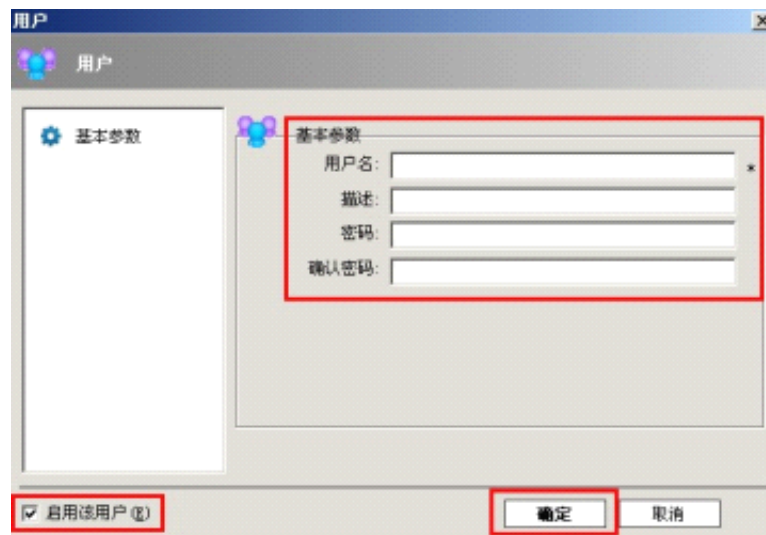 用户
用户
基本参数
基本参数
用户名:
*
描述:
密码:
确认密码:
启用该用户(E)
确定
取消